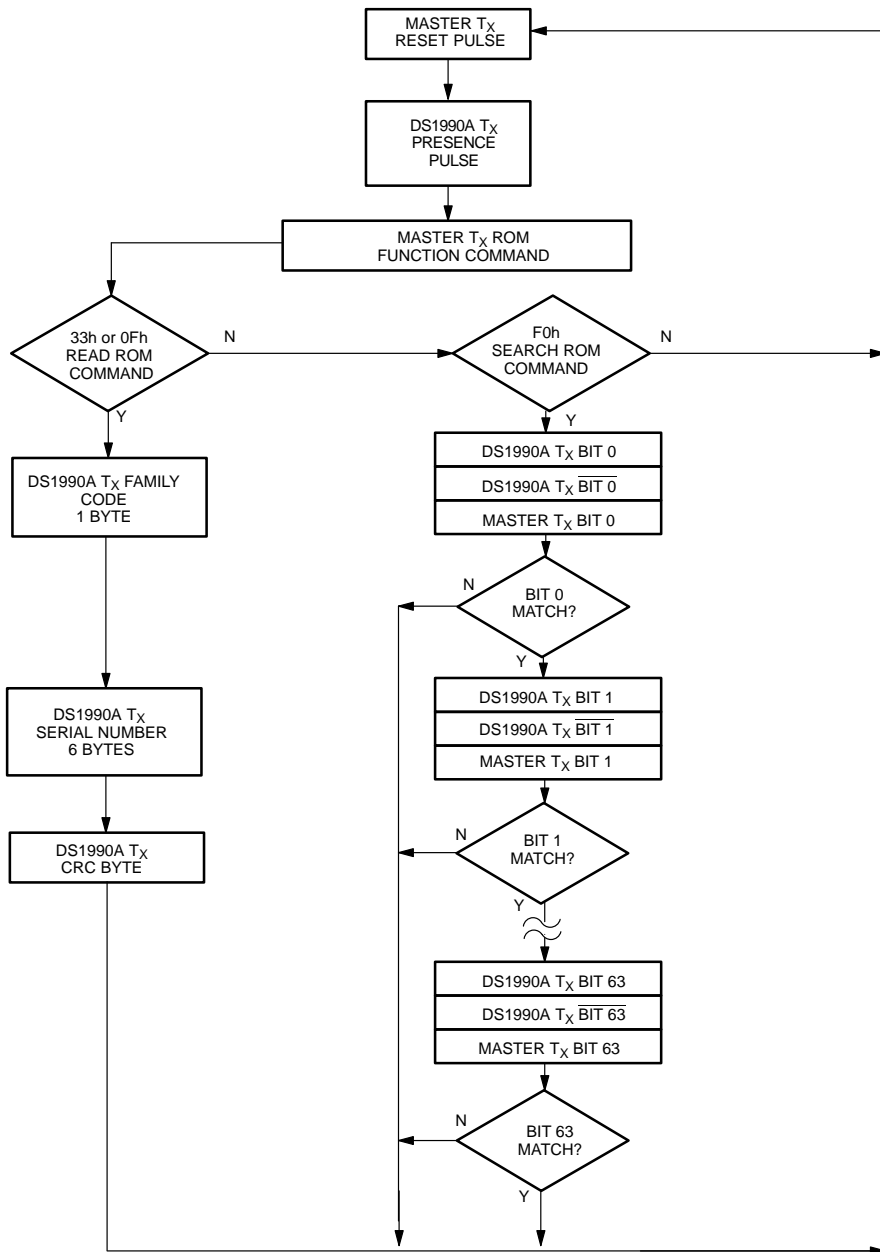 MASTER TX
RESET PULSE
DS1990A TX
PRESENCE
PULSE
MASTER TX ROM
FUNCTION COMMAND
33h or 0Fh
READ ROM
COMMAND
N
Y
F0h
SEARCH ROM
COMMAND
N
Y
DS1990A TX FAMILY
CODE
1 BYTE
DS1990A TX
SERIAL NUMBER
6 BYTES
DS1990A TX
CRC BYTE
DS1990A TX BIT 0
DS1990A TX BIT 0
MASTER TX BIT 0
N
BIT 0
MATCH?
Y
DS1990A TX BIT 1
DS1990A TX BIT 1
MASTER TX BIT 1
N
BIT 1
MATCH?
Y
DS1990A TX BIT 63
DS1990A TX BIT 63
MASTER TX BIT 63
N
BIT 63
MATCH?
Y